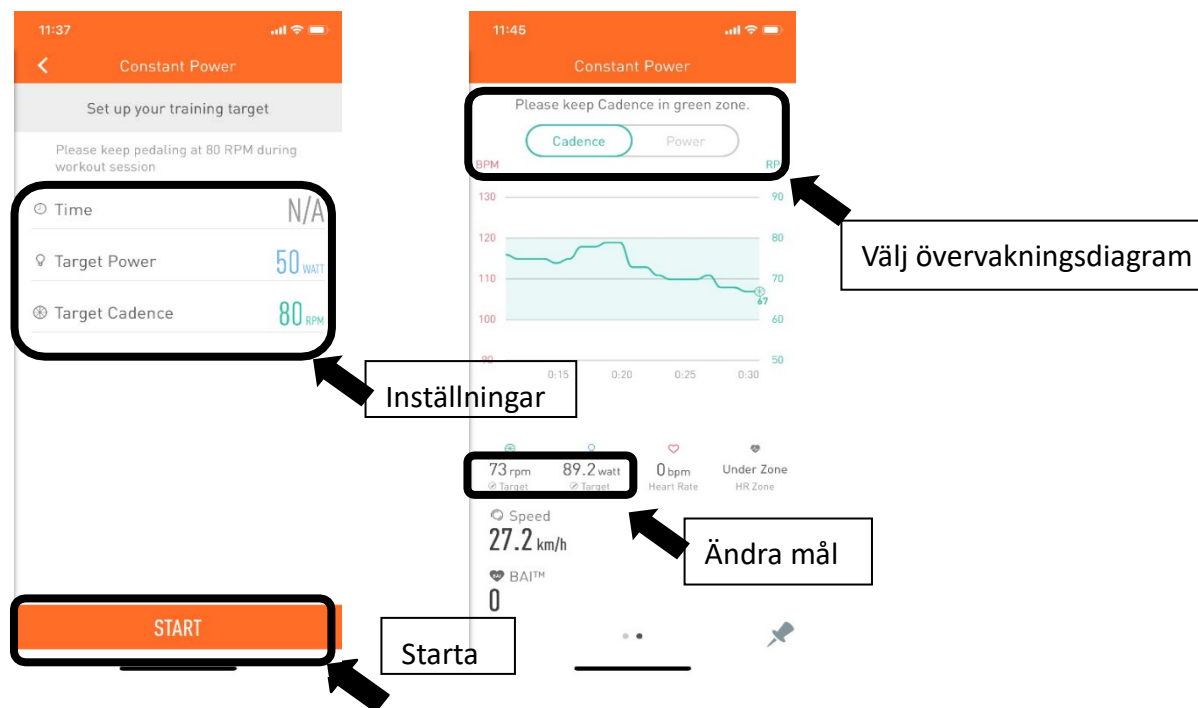 11:37
Constant Power
Set up your training target
Please keep pedaling at 80 RPM during
workout session
Time N/A
Target Power 50 WATT
Target Cadence 80 RPM
Inställningar
START
Starta
11:45
Constant Power
Please keep Cadence in green zone.
Cadence Power
BPM RP
Välj övervakningsdiagram
130 90
120 80
110 70
67
100 60
90 50
0:15 0:20 0:25 0:30
73 rpm 89.2 watt 0 bpm Under Zone
Target Target Heart Rate HR Zone
Speed
27.2 km/h
Ändra mål
BAI™
0